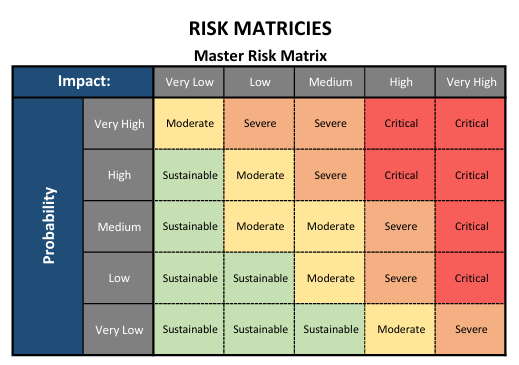 RISK MATRICIES
Master Risk Matrix
Impact: Very Low Low Medium High Very High
Probability
Very High Moderate Severe Severe Critical Critical
High Sustainable Moderate Severe Critical Critical
Medium Sustainable Moderate Moderate Severe Critical
Low Sustainable Sustainable Moderate Severe Critical
Very Low Sustainable Sustainable Sustainable Moderate Severe